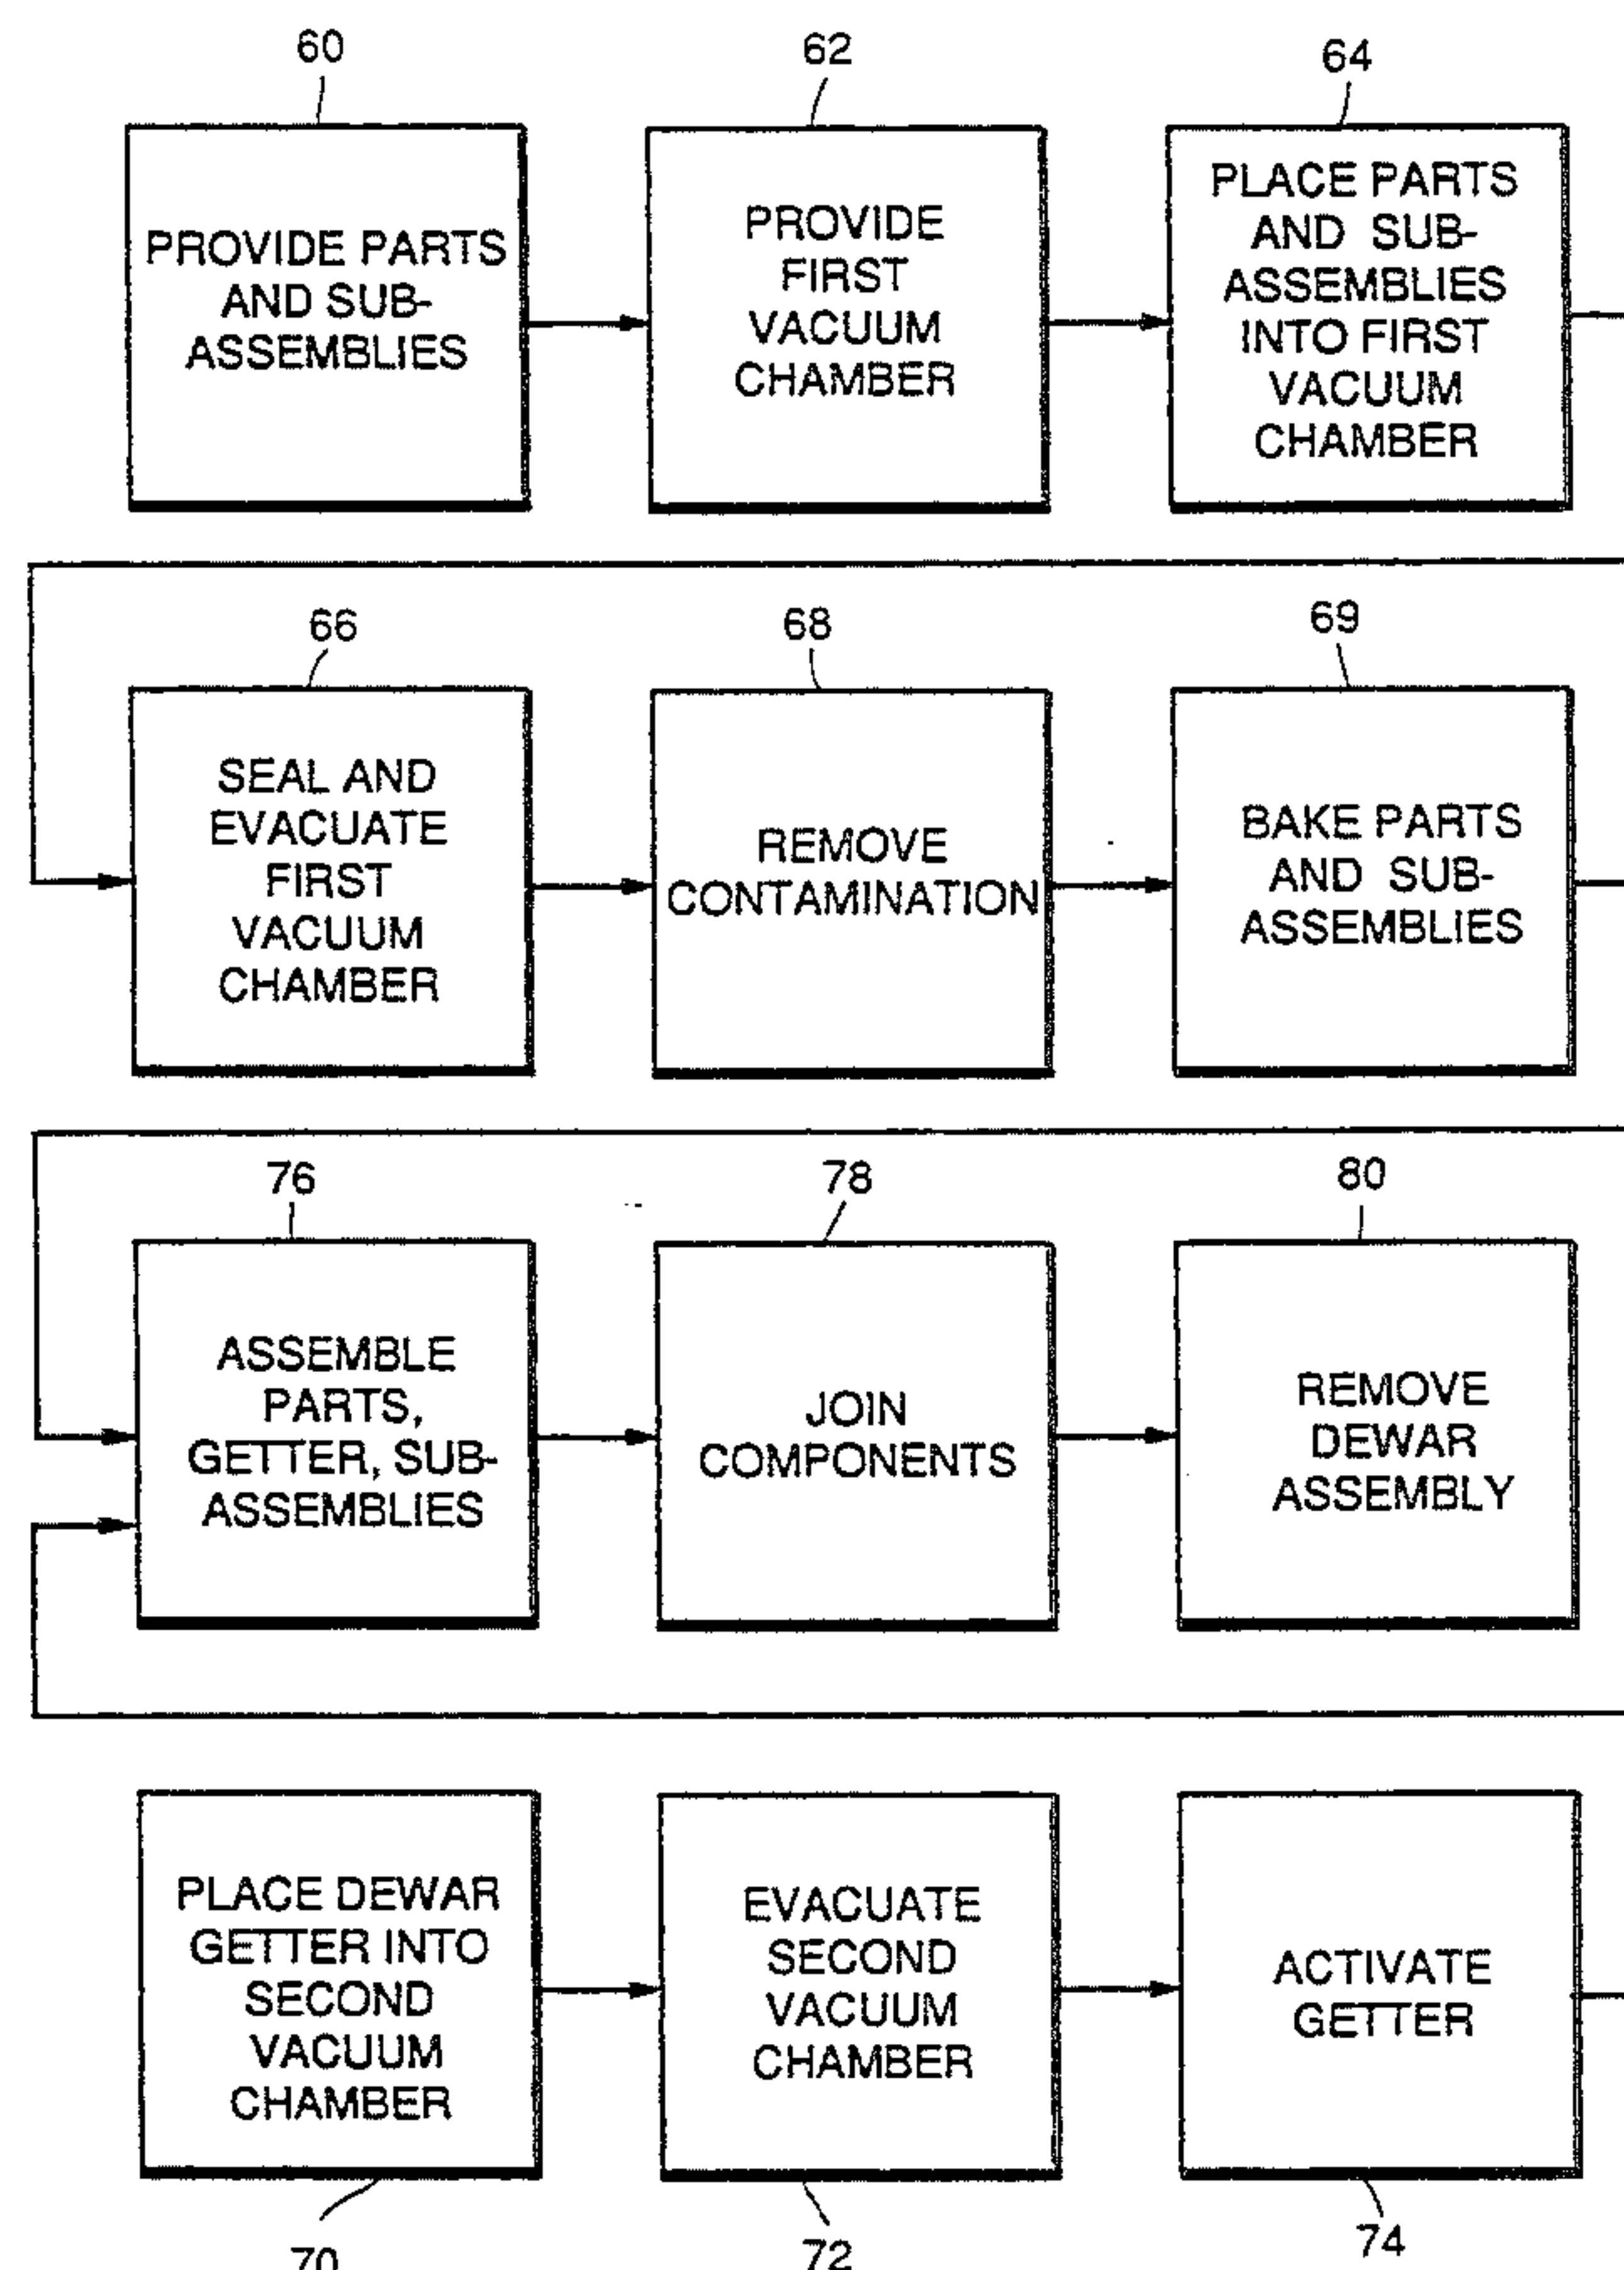 60
62
64
PROVIDE PARTS
AND SUB-
ASSEMBLIES
PROVIDE
FIRST
VACUUM
CHAMBER
PLACE PARTS
AND SUB-
ASSEMBLIES
INTO FIRST
VACUUM
CHAMBER
66
68
69
SEAL AND
EVACUATE
FIRST
VACUUM
CHAMBER
REMOVE
CONTAMINATION
BAKE PARTS
AND SUB-
ASSEMBLIES
76
78
80
ASSEMBLE
PARTS,
GETTER, SUB-
ASSEMBLIES
JOIN
COMPONENTS
REMOVE
DEWAR
ASSEMBLY
PLACE DEWAR
GETTER INTO
SECOND
VACUUM
CHAMBER
EVACUATE
SECOND
VACUUM
CHAMBER
ACTIVATE
GETTER
70
72
74